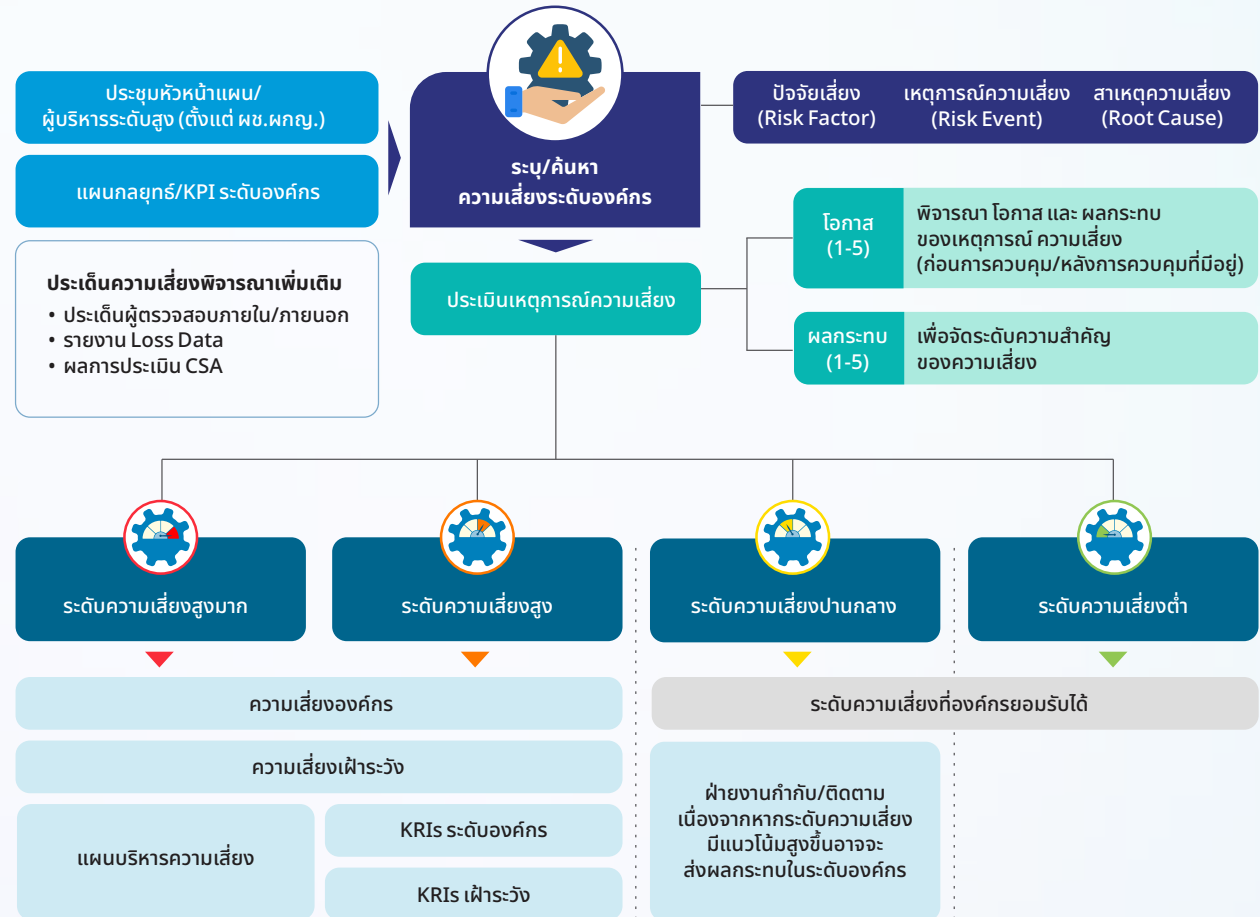 ประชุมหัวหน้าแผน/
ผู้บริหารระดับสูง (ตั้งแต่ ผช.ผกญ.)
แผนกลยุทธ์/KPI ระดับองค์กร
ประเด็นความเสี่ยงพิจารณาเพิ่มเติม
• ประเด็นผู้ตรวจสอบภายใน/ภายนอก
• รายงาน Loss Data
• ผลการประเมิน CSA
ระบุ/ค้นหา
ความเสี่ยงระดับองค์กร
ปัจจัยเสี่ยง
(Risk Factor)
เหตุการณ์ความเสี่ยง
(Risk Event)
สาเหตุความเสี่ยง
(Root Cause)
ประเมินเหตุการณ์ความเสี่ยง
โอกาส
(1-5)
พิจารณา โอกาส และ ผลกระทบ
ของเหตุการณ์ ความเสี่ยง
(ก่อนการควบคุม/หลังการควบคุมที่มีอยู่)
ผลกระทบ
(1-5)
เพื่อจัดระดับความสำคัญ
ของความเสี่ยง
ระดับความเสี่ยงสูงมาก
ระดับความเสี่ยงสูง
ระดับความเสี่ยงปานกลาง
ระดับความเสี่ยงต่ำ
ความเสี่ยงองค์กร
ระดับความเสี่ยงที่องค์กรยอมรับได้
ความเสี่ยงเฝ้าระวัง
แผนบริหารความเสี่ยง
KRIs ระดับองค์กร
KRIs เฝ้าระวัง
ฝ่ายงานกำกับ/ติดตาม
เนื่องจากหากระดับความเสี่ยง
มีแนวโน้มสูงขึ้นอาจจะ
ส่งผลกระทบในระดับองค์กร